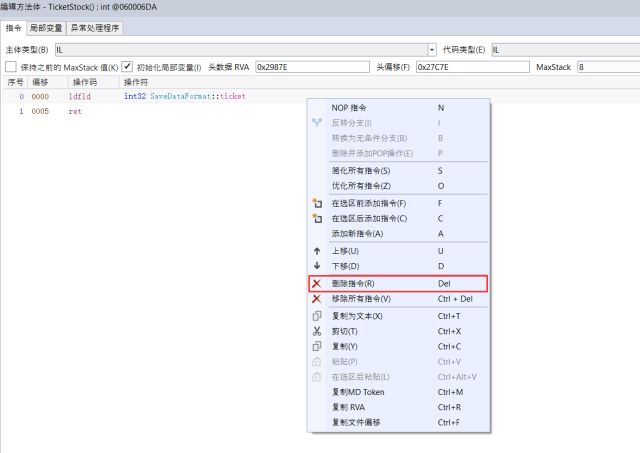 编辑方法体 - TicketStock() : int @060006DA
指令 局部变量 异常处理程序
主体类型(B) IL 代码类型(E) IL
保持之前的 MaxStack 值(K) 初始化局部变量(I) 头数据 RVA 0x2987E 头偏移(F) 0x27C7E MaxStack 8
序号 偏移 操作码 操作符
0 0000 ldfld int32 SaveDataFormat::ticket
1 0005 ret
NOP 指令 N
反转分支(I) I
转换为无条件分支(B) B
删除并添加POP操作(E) P
简化所有指令(S) S
优化所有指令(Z) O
在选区前添加指令(F) F
在选区后添加指令(C) C
添加新指令(A) A
上移(U) U
下移(D) D
删除指令(R) Del
移除所有指令(V) Ctrl + Del
复制为文本(X) Ctrl+T
剪切(T) Ctrl+X
复制(Y) Ctrl+C
粘贴(P) Ctrl+V
在选区后粘贴(L) Ctrl+Alt+V
复制MD Token Ctrl+M
复制 RVA Ctrl+R
复制文件偏移 Ctrl+F